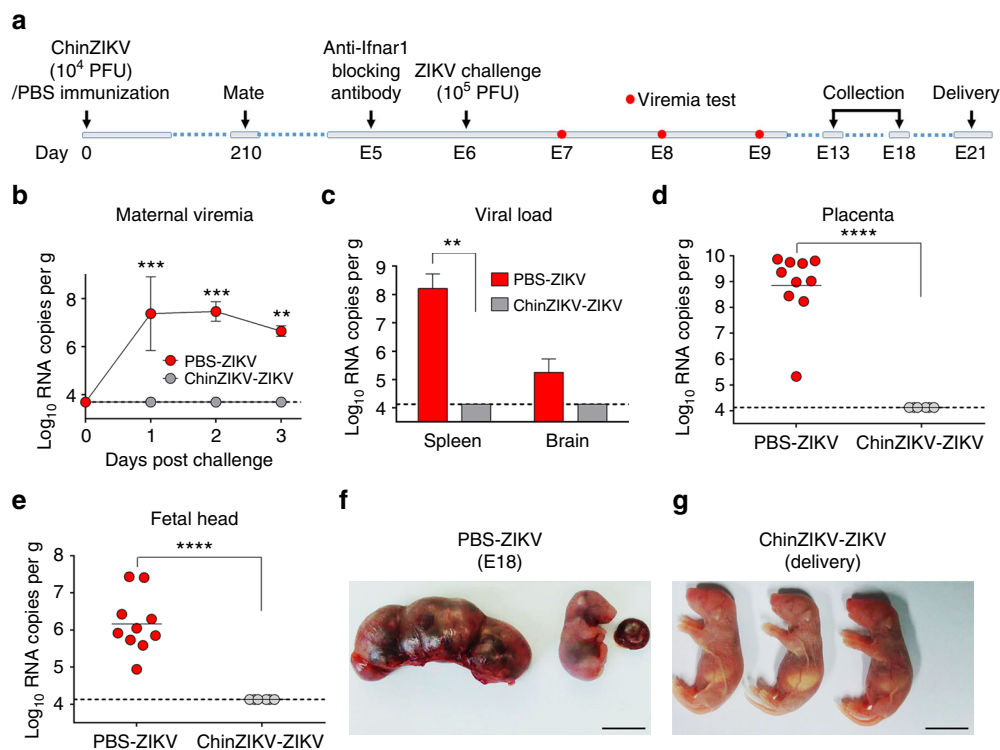 a
ChinZIKV
(10⁴ PFU)
/PBS immunization
Mate
Anti-Ifnar1
blocking
antibody
ZIKV challenge
(10⁵ PFU)
Viremia test
Collection
Delivery
Day
0
210
E5
E6
E7
E8
E9
E13
E18
E21
b
Maternal viremia
Log₁₀ RNA copies per g
8
6
4
***
***
**
PBS-ZIKV
ChinZIKV-ZIKV
0
1
2
3
Days post challenge
c
Viral load
Log₁₀ RNA copies per g
9
8
7
6
5
4
**
PBS-ZIKV
ChinZIKV-ZIKV
Spleen
Brain
d
Placenta
Log₁₀ RNA copies per g
10
9
8
7
6
5
4
****
PBS-ZIKV
ChinZIKV-ZIKV
e
Fetal head
Log₁₀ RNA copies per g
8
7
6
5
4
****
PBS-ZIKV
ChinZIKV-ZIKV
f
PBS-ZIKV
(E18)
g
ChinZIKV-ZIKV
(delivery)